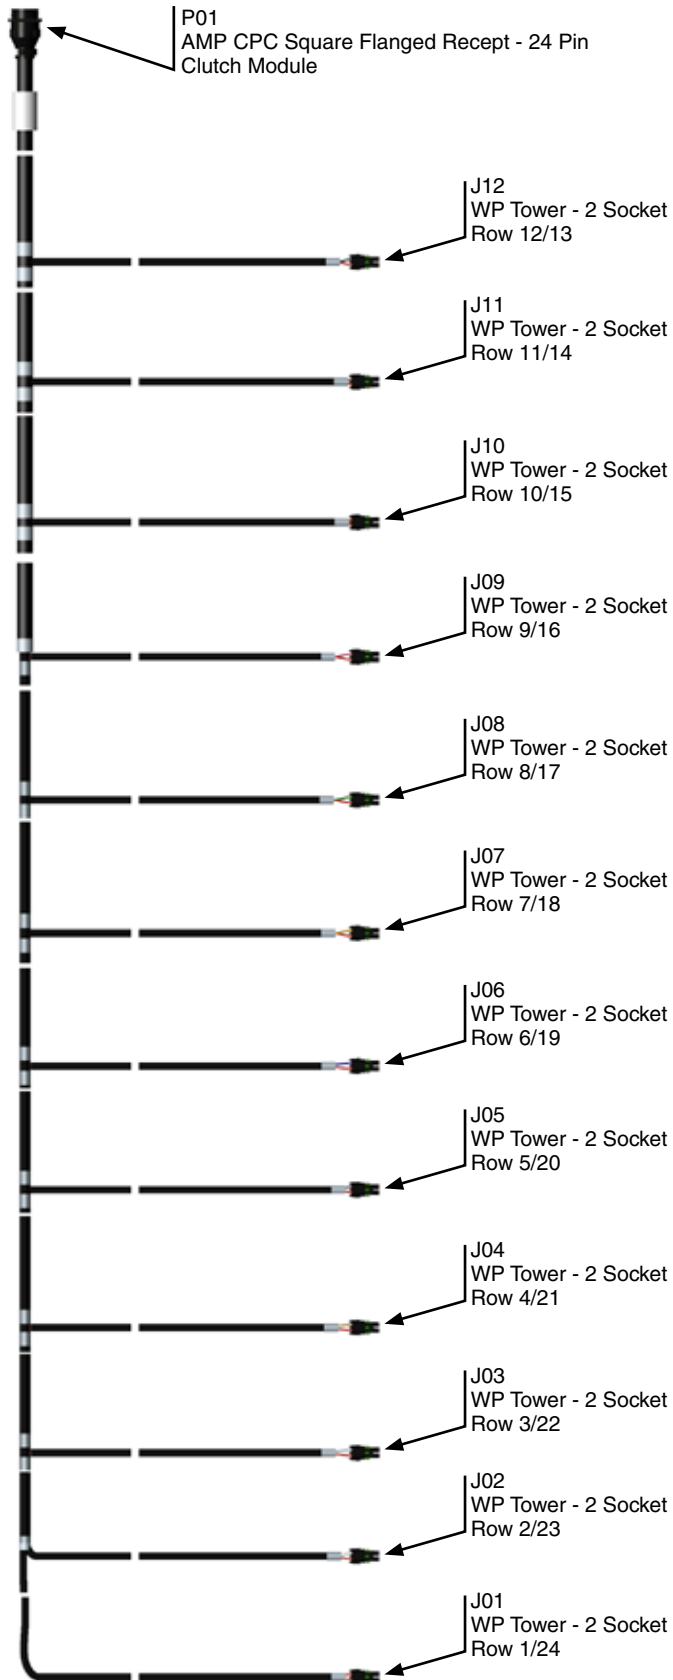 P01
AMP CPC Square Flanged Recept - 24 Pin
Clutch Module
J12
WP Tower - 2 Socket
Row 12/13
J11
WP Tower - 2 Socket
Row 11/14
J10
WP Tower - 2 Socket
Row 10/15
J09
WP Tower - 2 Socket
Row 9/16
J08
WP Tower - 2 Socket
Row 8/17
J07
WP Tower - 2 Socket
Row 7/18
J06
WP Tower - 2 Socket
Row 6/19
J05
WP Tower - 2 Socket
Row 5/20
J04
WP Tower - 2 Socket
Row 4/21
J03
WP Tower - 2 Socket
Row 3/22
J02
WP Tower - 2 Socket
Row 2/23
J01
WP Tower - 2 Socket
Row 1/24